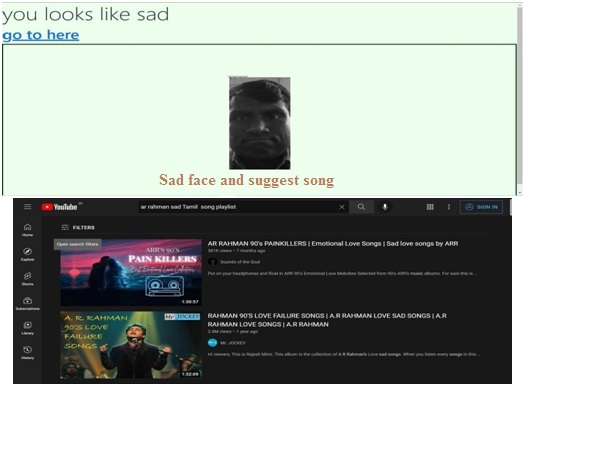 you looks like sad
go to here
Sad face and suggest song
YouTube
ar rahman sad Tamil song playlist
SIGN IN
FILTERS
Open search filters
Home
Explore
Shorts
Subscriptions
Library
History
ARR'S 90'S
PAIN KILLERS
1:30:57
AR RAHMAN 90's PAINKILLERS | Emotional Love Songs | Sad love songs by ARR
581K views • 7 months ago
Sounds of the Soul
Put on your headphones and float in ARR 90's Emotional Love Melodies Selected from 90's ARR's music albums. For sure this is ...
A. R. RAHMAN
90'S LOVE
FAILURE
SONGS
Mr JOCKEY
1:22:09
RAHMAN 90'S LOVE FAILURE SONGS | A.R RAHMAN LOVE SAD SONGS | A.R
RAHMAN LOVE SONGS | A.R RAHMAN
2.4M views • 1 year ago
Mr. JOCKEY
Hi viewers, This is Rajesh Mimi. This album is the collection of A R Rahman's Love sad songs. When you listen every songs in this ...